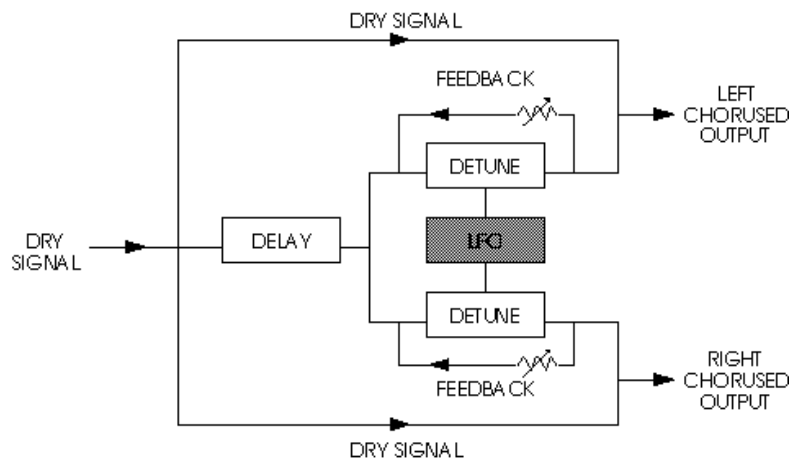 DRY SIGNAL
FEEDBACK
LEFT
CHORUSED
OUTPUT
DETUNE
DRY
SIGNAL
DELAY
LFO
DETUNE
FEEDBACK
RIGHT
CHORUSED
OUTPUT
DRY SIGNAL